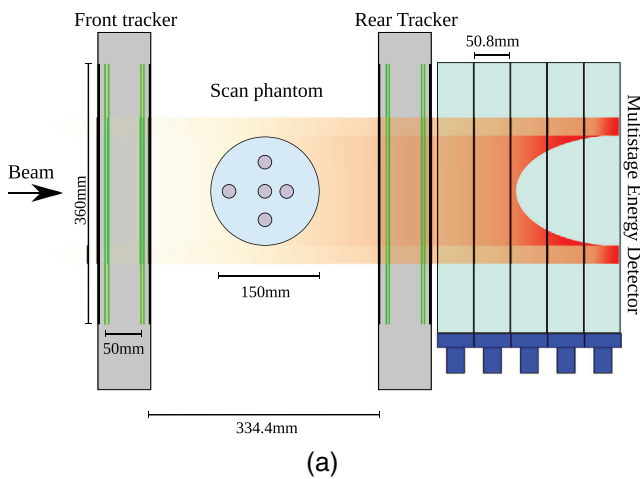 Front tracker
Rear Tracker
50.8mm
Scan phantom
Multistage Energy Detector
Beam
360mm
150mm
50mm
334.4mm
(a)